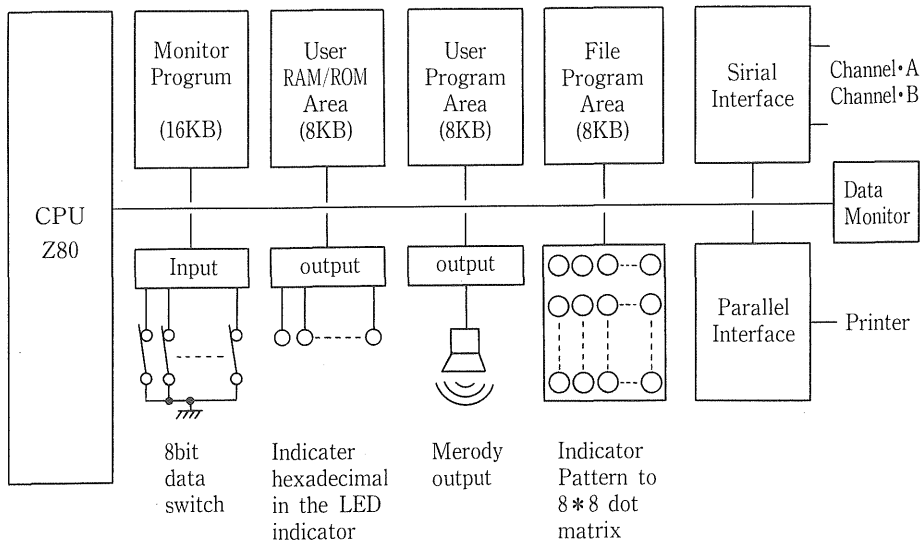 CPU
Z80
Monitor
Progrum
(16KB)
User
RAM/ROM
Area
(8KB)
User
Program
Area
(8KB)
File
Program
Area
(8KB)
Sirial
Interface
Channel・A
Channel・B
Data
Monitor
Input
output
output
Parallel
Interface
Printer
8bit
data
switch
Indicater
hexadecimal
in the LED
indicator
Merody
output
Indicator
Pattern to
8*8 dot
matrix